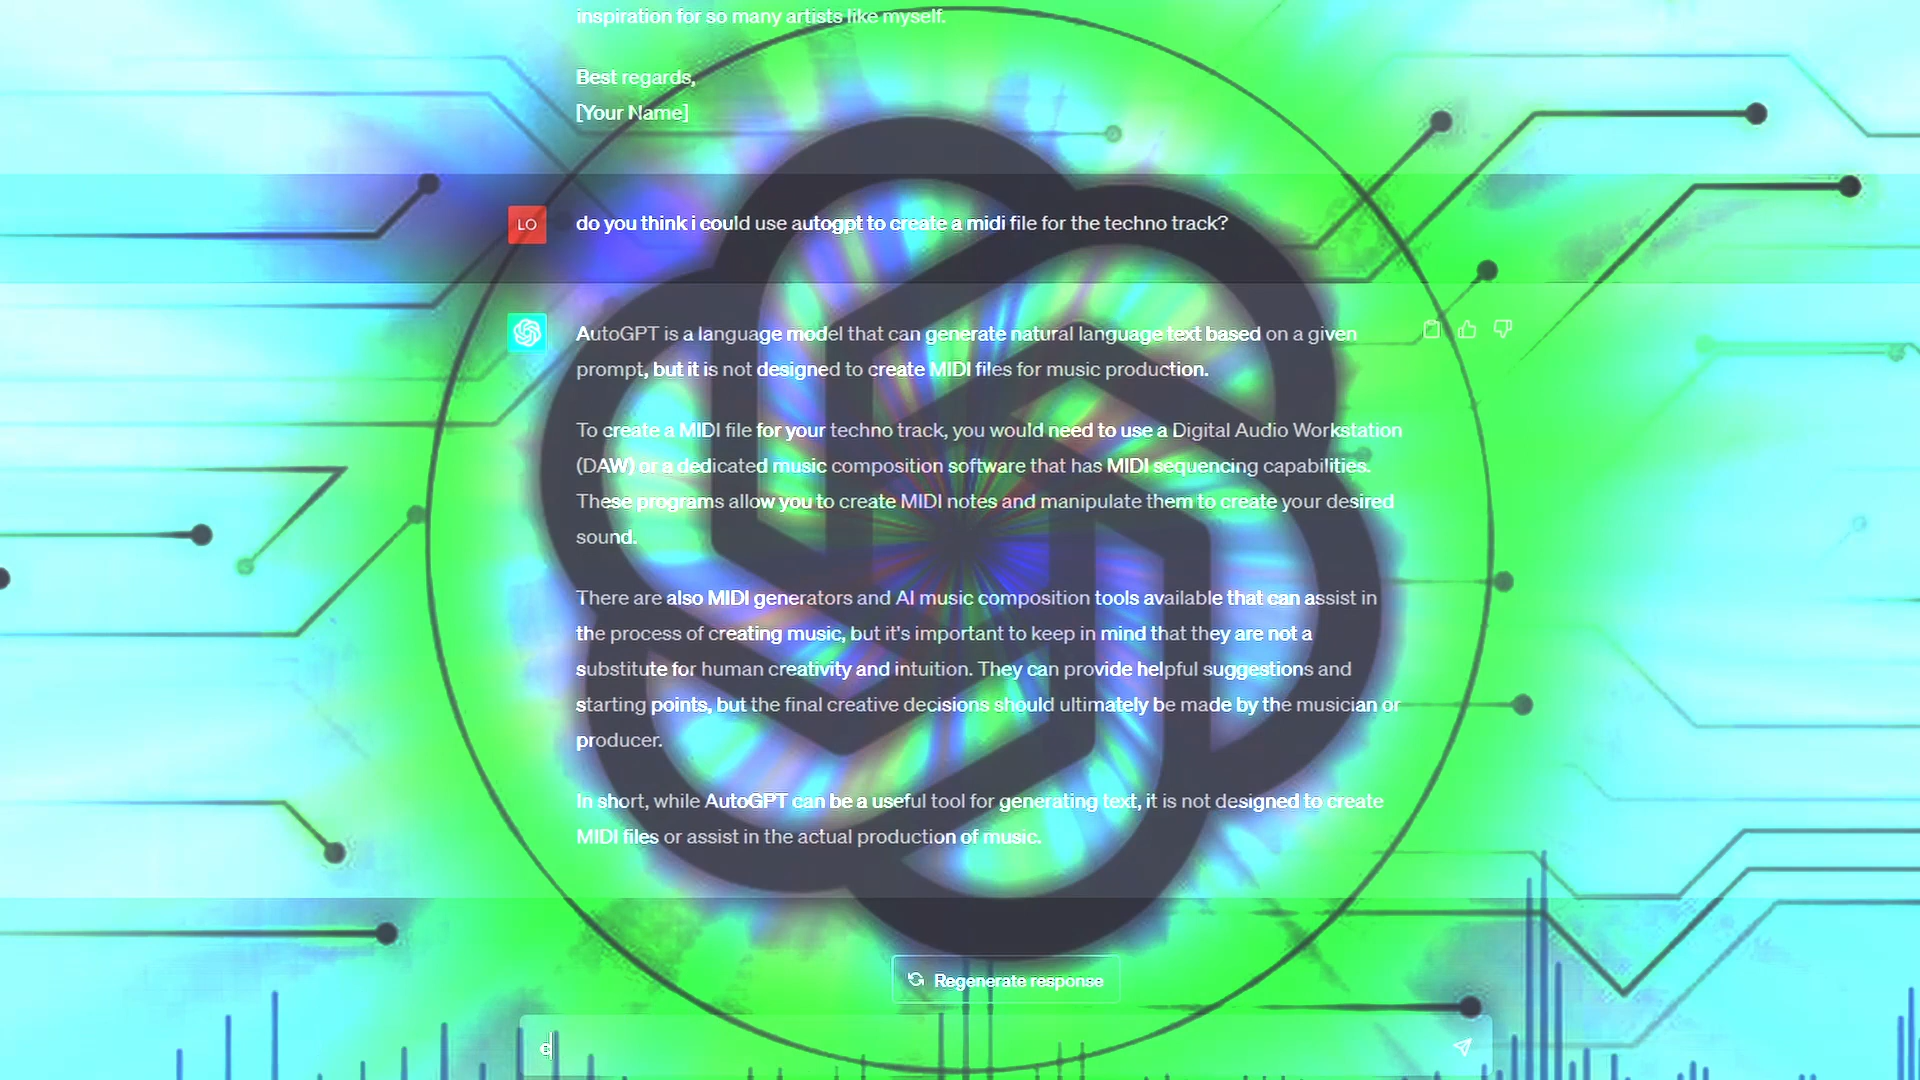 inspiration for so many artists like myself.
Best regards,
[Your Name]
LO
do you think i could use autogpt to create a midi file for the techno track?
AutoGPT is a language model that can generate natural language text based on a given
prompt, but it is not designed to create MIDI files for music production.
To create a MIDI file for your techno track, you would need to use a Digital Audio Workstation
(DAW) or a dedicated music composition software that has MIDI sequencing capabilities.
These programs allow you to create MIDI notes and manipulate them to create your desired
sound.
There are also MIDI generators and AI music composition tools available that can assist in
the process of creating music, but it's important to keep in mind that they are not a
substitute for human creativity and intuition. They can provide helpful suggestions and
starting points, but the final creative decisions should ultimately be made by the musician or
producer.
In short, while AutoGPT can be a useful tool for generating text, it is not designed to create
MIDI files or assist in the actual production of music.
Regenerate response